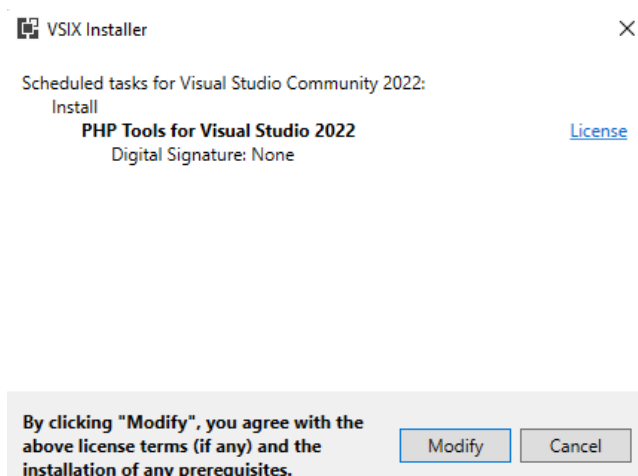 VSIX Installer
Scheduled tasks for Visual Studio Community 2022:
Install
PHP Tools for Visual Studio 2022 License
Digital Signature: None
By clicking "Modify", you agree with the
above license terms (if any) and the
installation of any prerequisites.
Modify Cancel